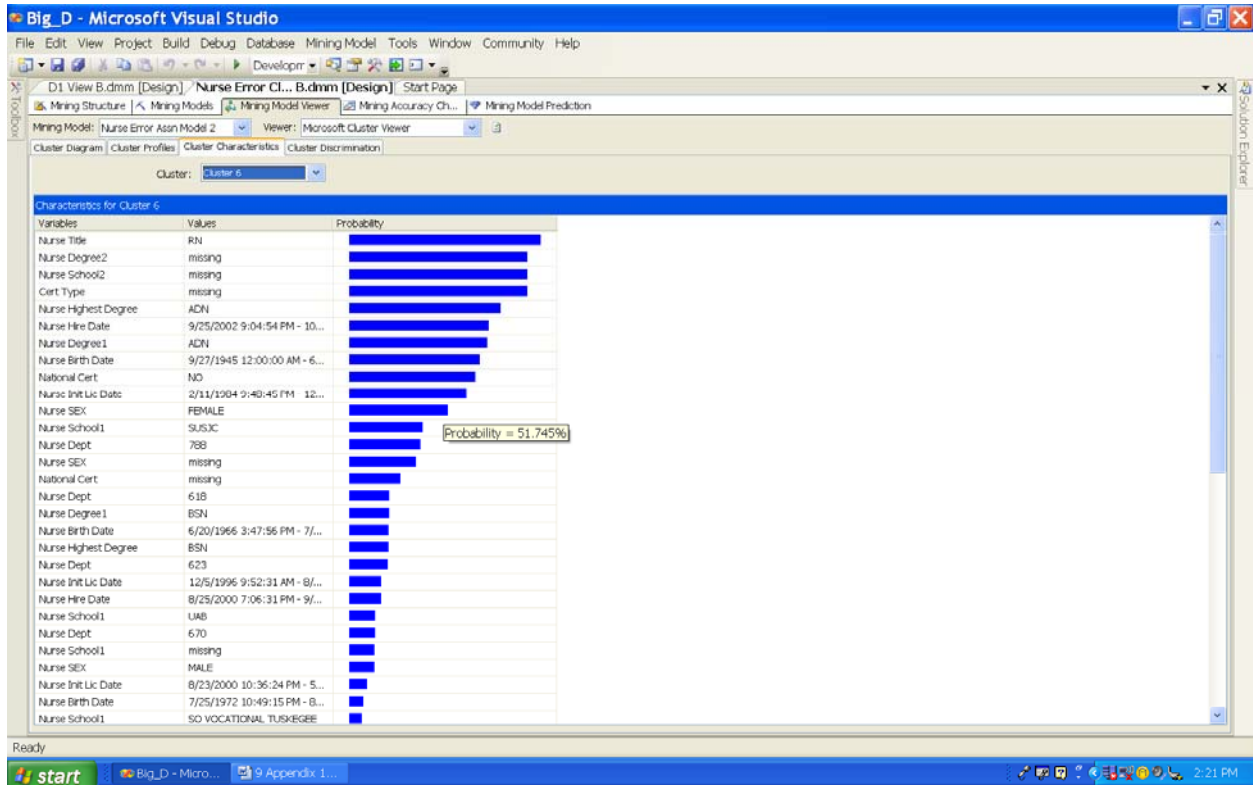 Big_D - Microsoft Visual Studio
File Edit View Project Build Debug Database Mining Model Tools Window Community Help
Developm
D1 View B.dmm [Design] Nurse Error Cl... B.dmm [Design] Start Page
Toolbox
Solution Explorer
Mining Structure Mining Models Mining Model Viewer Mining Accuracy Ch... Mining Model Prediction
Mining Model: Nurse Error Assn Model 2 Viewer: Microsoft Cluster Viewer
Cluster Diagram Cluster Profiles Cluster Characteristics Cluster Discrimination
Cluster: Cluster 6
Characteristics for Cluster 6
Variables Values Probability
Nurse Title RN
Nurse Degree2 missing
Nurse School2 missing
Cert Type missing
Nurse Highest Degree ADN
Nurse Hire Date 9/25/2002 9:04:54 PM - 10...
Nurse Degree1 ADN
Nurse Birth Date 9/27/1945 12:00:00 AM - 6...
National Cert NO
Nurse Init Lic Date 2/11/1984 9:48:45 PM - 12...
Nurse SEX FEMALE
Nurse School1 SUSJC
Probability = 51.745%
Nurse Dept 788
Nurse SEX missing
National Cert missing
Nurse Dept 618
Nurse Degree1 BSN
Nurse Birth Date 6/20/1966 3:47:56 PM - 7/...
Nurse Highest Degree BSN
Nurse Dept 623
Nurse Init Lic Date 12/5/1996 9:52:31 AM - 8/...
Nurse Hire Date 8/25/2000 7:06:31 PM - 9/...
Nurse School1 UAB
Nurse Dept 670
Nurse School1 missing
Nurse SEX MALE
Nurse Init Lic Date 8/23/2000 10:36:24 PM - 5...
Nurse Birth Date 7/25/1972 10:49:15 PM - 8...
Nurse School1 SO VOCATIONAL TUSKEGEE
Ready
start Big_D - Micro... 9 Appendix 1... 2:21 PM